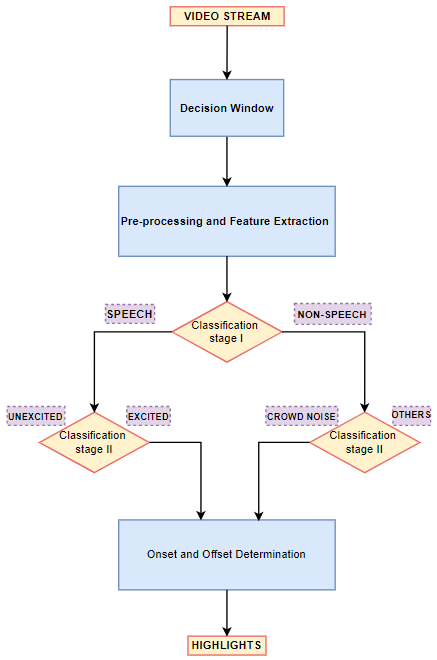 VIDEO STREAM
Decision Window
Pre-processing and Feature Extraction
SPEECH
NON-SPEECH
Classification
stage I
UNEXCITED
EXCITED
CROWD NOISE
OTHERS
Classification
stage II
Classification
stage II
Onset and Offset Determination
HIGHLIGHTS